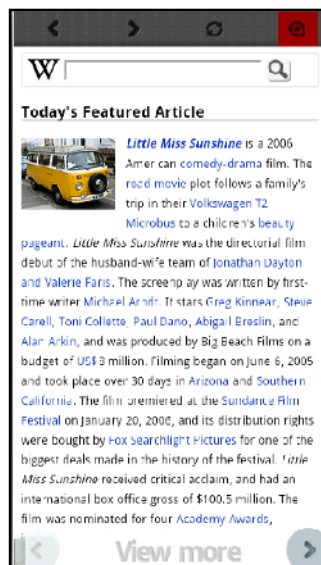 W
Today's Featured Article
Little Miss Sunshine is a 2006
Amer can comedy-drama film. The
road movie plot follows a family's
trip in their Volkswagen T2
Microbus to a children's beauty
pageant. Little Miss Sunshine was the directorial film
debut of the husband-wife team of Jonathan Dayton
and Valerie Faris. The screenp ay was written by first-
time writer Michael Arndt. It stars Greg Kinnear, Steve
Carell, Toni Collette, Paul Dano, Abigail Breslin, and
Alan Arkin, and was produced by Big Beach Films on a
budget of US$8 million. Filming began on June 6, 2005
and took place over 30 days in Arizona and Southern
California. The film premiered at the Sundance Film
Festival on January 20, 2006, and its distribution rights
were bought by Fox Searchlight Pictures for one of the
biggest deals made in the history of the festival. Little
Miss Sunshine received critical acclaim, and had an
international box office gross of $100.5 million. The
film was nominated for four Academy Awards,
View more